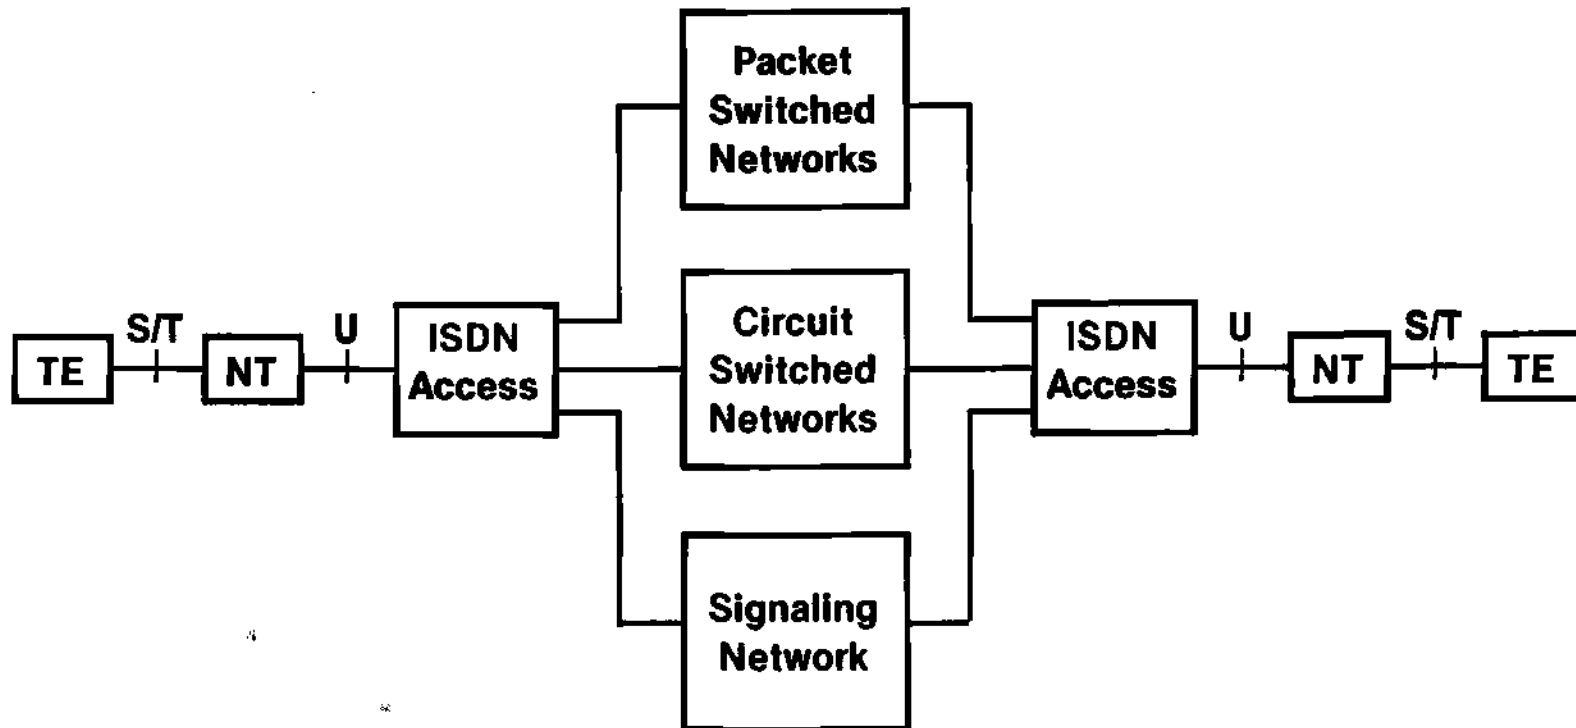 Packet
Switched
Networks
TE
S/T
NT
U
ISDN
Access
Circuit
Switched
Networks
ISDN
Access
U
NT
S/T
TE
Signaling
Network